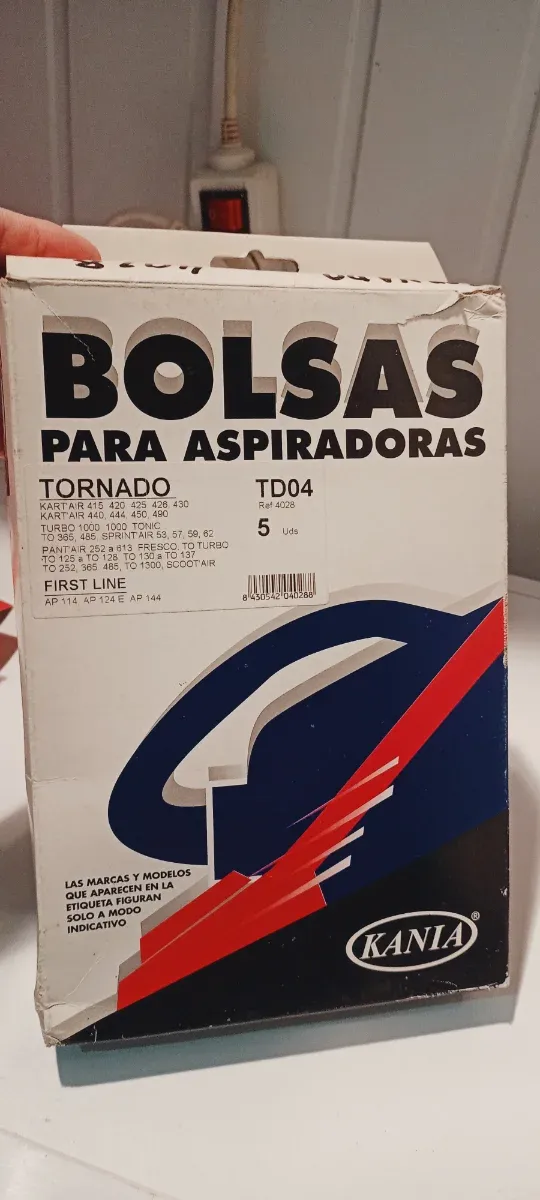 BOLSAS
PARA ASPIRADORAS
TORNADO
TD04
KART'AIR 415, 420, 425, 426, 430
Ref 4028
KART'AIR 440, 444, 450, 490
TURBO 1000 1000 TONIC
5 Uds
TO 365, 485, SPRINT'AIR 53, 57, 59, 62
PANT'AIR 252 a 613 FRESCO, TO TURBO
TO 125 a TO 128, TO 130 a TO 137
TO 252, 365, 485, TO 1300, SCOOT'AIR
FIRST LINE
AP 114 AP 124 E AP 144
8 430542 040288
LAS MARCAS Y MODELOS
QUE APARECEN EN LA
ETIQUETA FIGURAN
SOLO A MODO
INDICATIVO
KANIA®